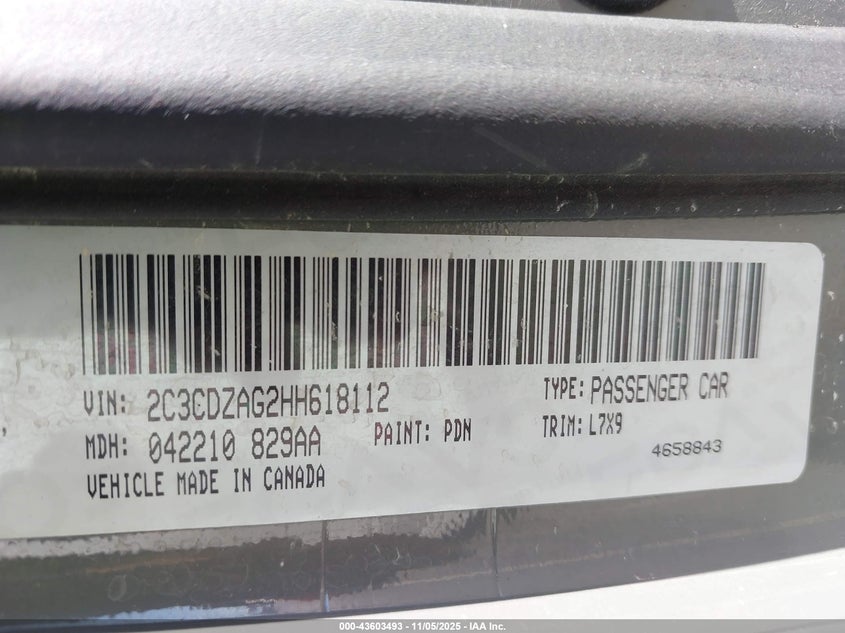 VIN: 2C3CDZAG2HH618112 TYPE: PASSENGER CAR
MDH: 042210 829AA PAINT: PDN TRIM: L7X9
VEHICLE MADE IN CANADA 4658843
000-43603493 - 11/05/2025 - IAA Inc.